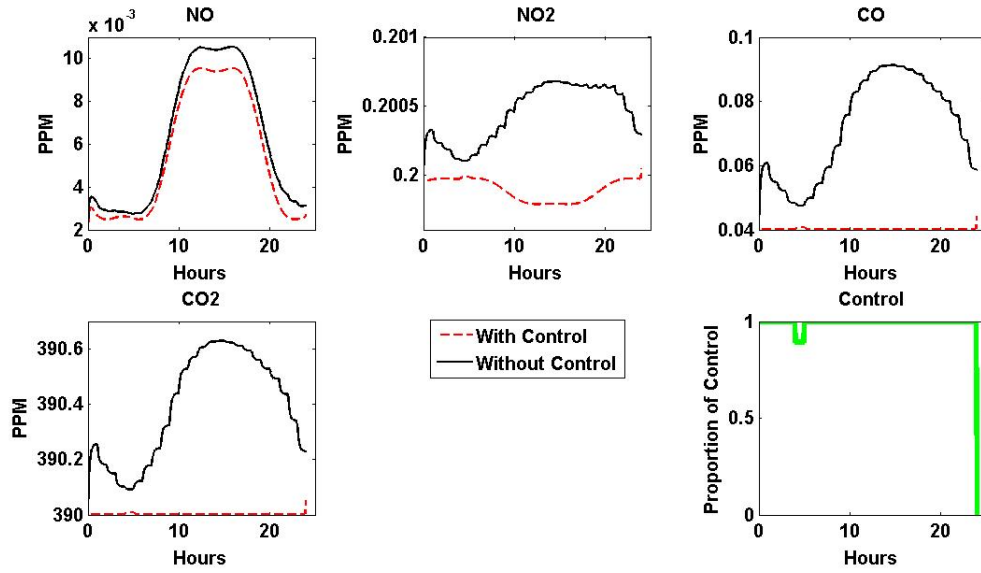 NO
x 10-3
10
8
6
4
2
PPM
0
10
20
Hours
NO2
0.201
0.2005
0.2
PPM
0
10
20
Hours
CO
0.1
0.08
0.06
0.04
PPM
0
10
20
Hours
CO2
390.6
390.4
390.2
390
PPM
0
10
20
Hours
With Control
Without Control
Control
1
0.5
0
Proportion of Control
0
10
20
Hours